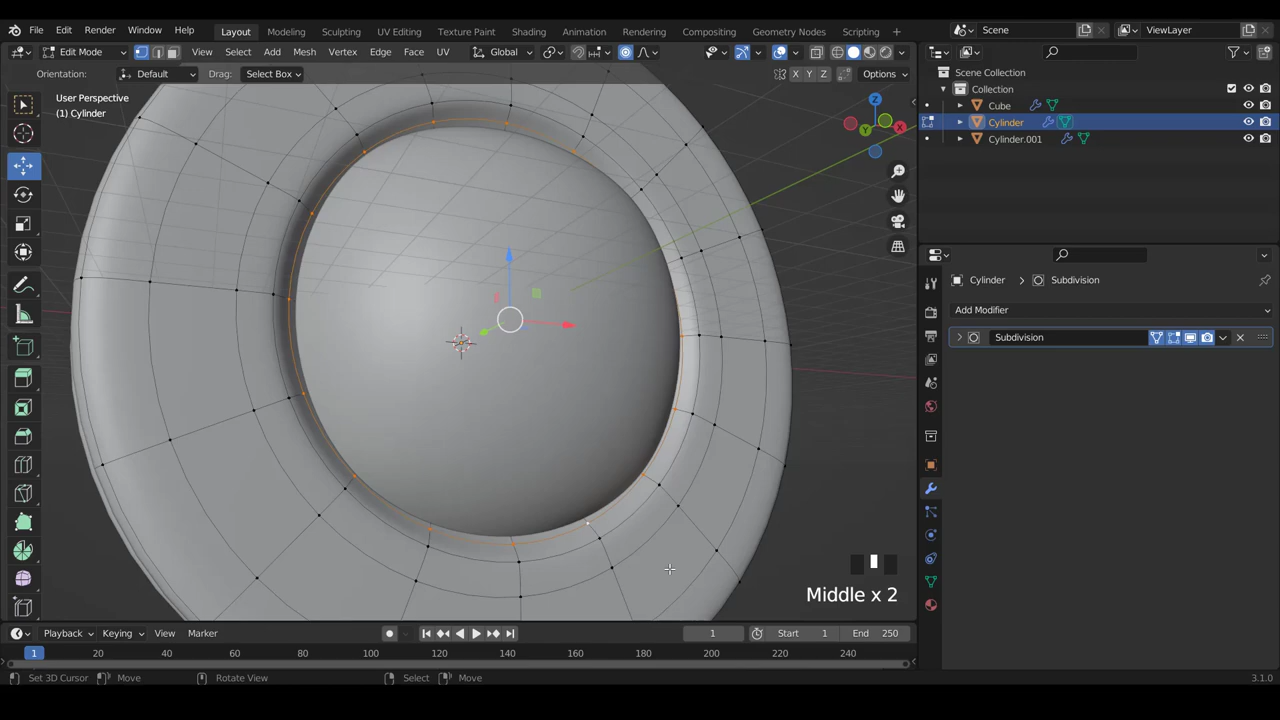 File Edit Render Window Help Layout Modeling Sculpting UV Editing Texture Paint Shading Animation Rendering Compositing Geometry Nodes Scripting Scene ViewLayer
Edit Mode View Select Add Mesh Vertex Edge Face UV Global
Orientation: Default Drag: Select Box X Y Z Options
User Perspective
(1) Cylinder
Z
X
Y
Middle x 2
Scene Collection
Collection
Cube
Cylinder
Cylinder.001
Cylinder Subdivision
Add Modifier
Subdivision
Playback Keying View Marker 1 Start 1 End 250
1 20 40 60 80 100 120 140 160 180 200 220 240
Set 3D Cursor Move Rotate View Select Move 3.1.0